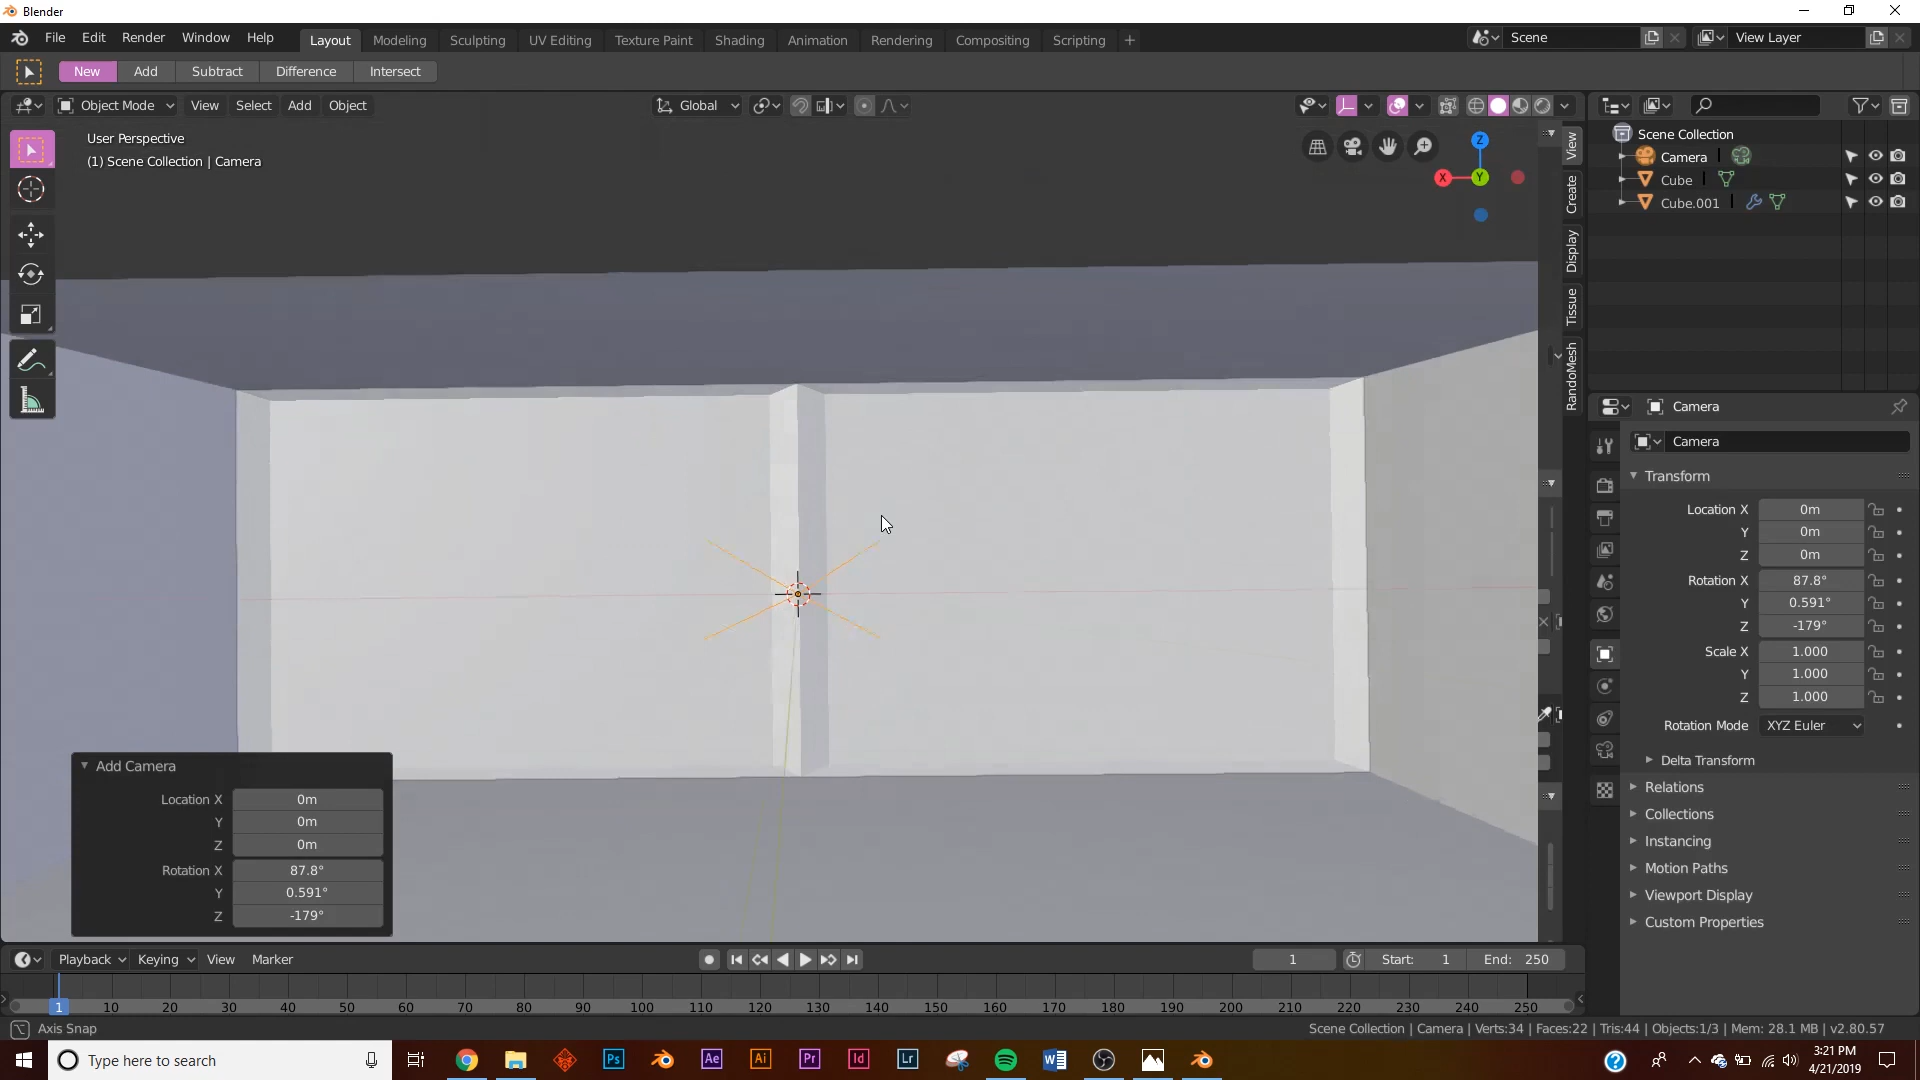 Blender
File Edit Render Window Help Layout Modeling Sculpting UV Editing Texture Paint Shading Animation Rendering Compositing Scripting + Scene View Layer
New Add Subtract Difference Intersect
Object Mode View Select Add Object Global
User Perspective
(1) Scene Collection | Camera
Z
X
Y
View
Create
Display
Tissue
RandoMesh
Scene Collection
Camera
Cube
Cube.001
Camera
Camera
Transform
Location X 0m
Y 0m
Z 0m
Rotation X 87.8°
Y 0.591°
Z -179°
Scale X 1.000
Y 1.000
Z 1.000
Rotation Mode XYZ Euler
Delta Transform
Relations
Collections
Instancing
Motion Paths
Viewport Display
Custom Properties
Add Camera
Location X 0m
Y 0m
Z 0m
Rotation X 87.8°
Y 0.591°
Z -179°
Playback Keying View Marker 1 Start: 1 End: 250
1 10 20 30 40 50 60 70 80 90 100 110 120 130 140 150 160 170 180 190 200 210 220 230 240 250
Axis Snap Scene Collection | Camera | Verts:34 | Faces:22 | Tris:44 | Objects:1/3 | Mem: 28.1 MB | v2.80.57
Type here to search Ps Ae Ai Pr Id Lr W ? 3:21 PM
4/21/2019